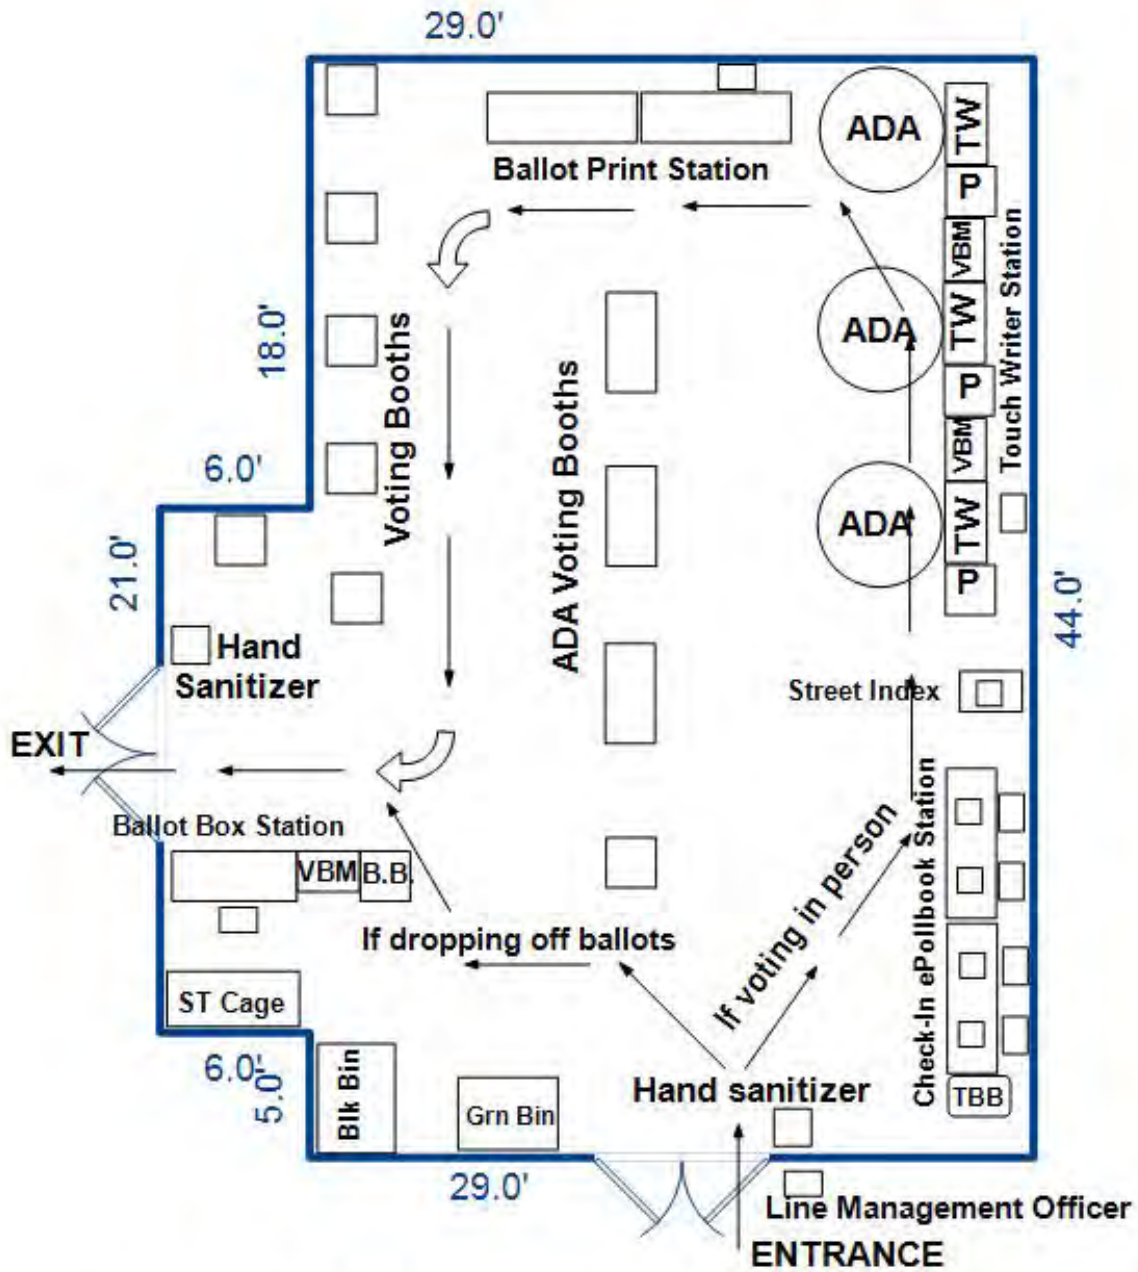 29.0'
ADA
TW
Ballot Print Station
P
VBM
Touch Writer Station
18.0'
Voting Booths
ADA Voting Booths
ADA
TW
P
VBM
6.0'
ADA
TW
P
21.0'
44.0'
Hand
Sanitizer
Street Index
EXIT
Check-In ePollbook Station
Ballot Box Station
VBM
B.B.
If dropping off ballots
If voting in person
ST Cage
6.0'
5.0'
Blk Bin
Grn Bin
Hand sanitizer
TBB
29.0'
Line Management Officer
ENTRANCE